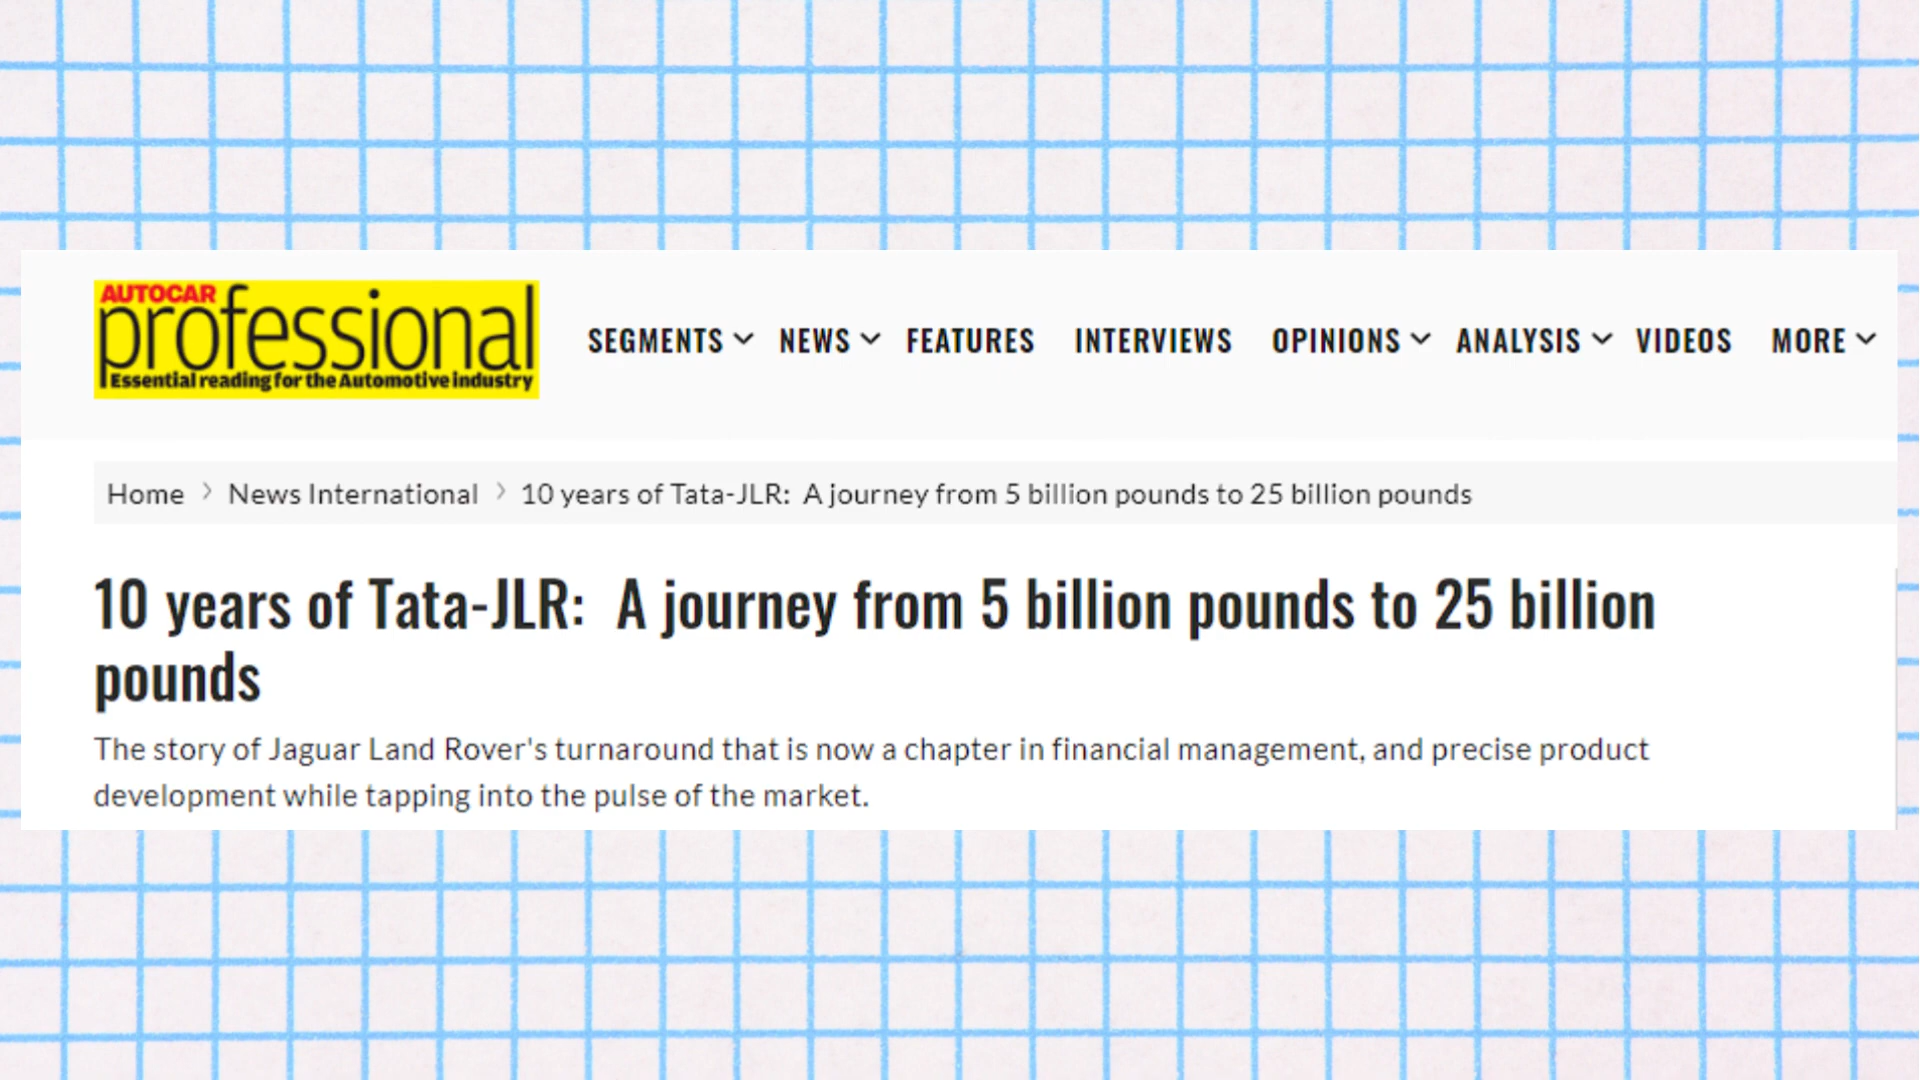 AUTOCAR
professional
Essential reading for the Automotive industry
SEGMENTS NEWS FEATURES INTERVIEWS OPINIONS ANALYSIS VIDEOS MORE
Home > News International > 10 years of Tata-JLR: A journey from 5 billion pounds to 25 billion pounds
10 years of Tata-JLR: A journey from 5 billion pounds to 25 billion
pounds
The story of Jaguar Land Rover's turnaround that is now a chapter in financial management, and precise product
development while tapping into the pulse of the market.